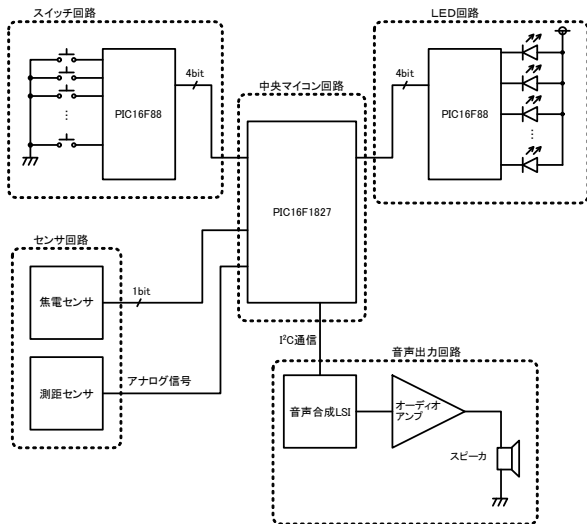 スイッチ回路
PIC16F88
4bit
中央マイコン回路
PIC16F1827
4bit
LED回路
PIC16F88
センサ回路
焦電センサ
1bit
測距センサ
アナログ信号
I²C通信
音声出力回路
音声合成LSI
オーディオ
アンプ
スピーカ